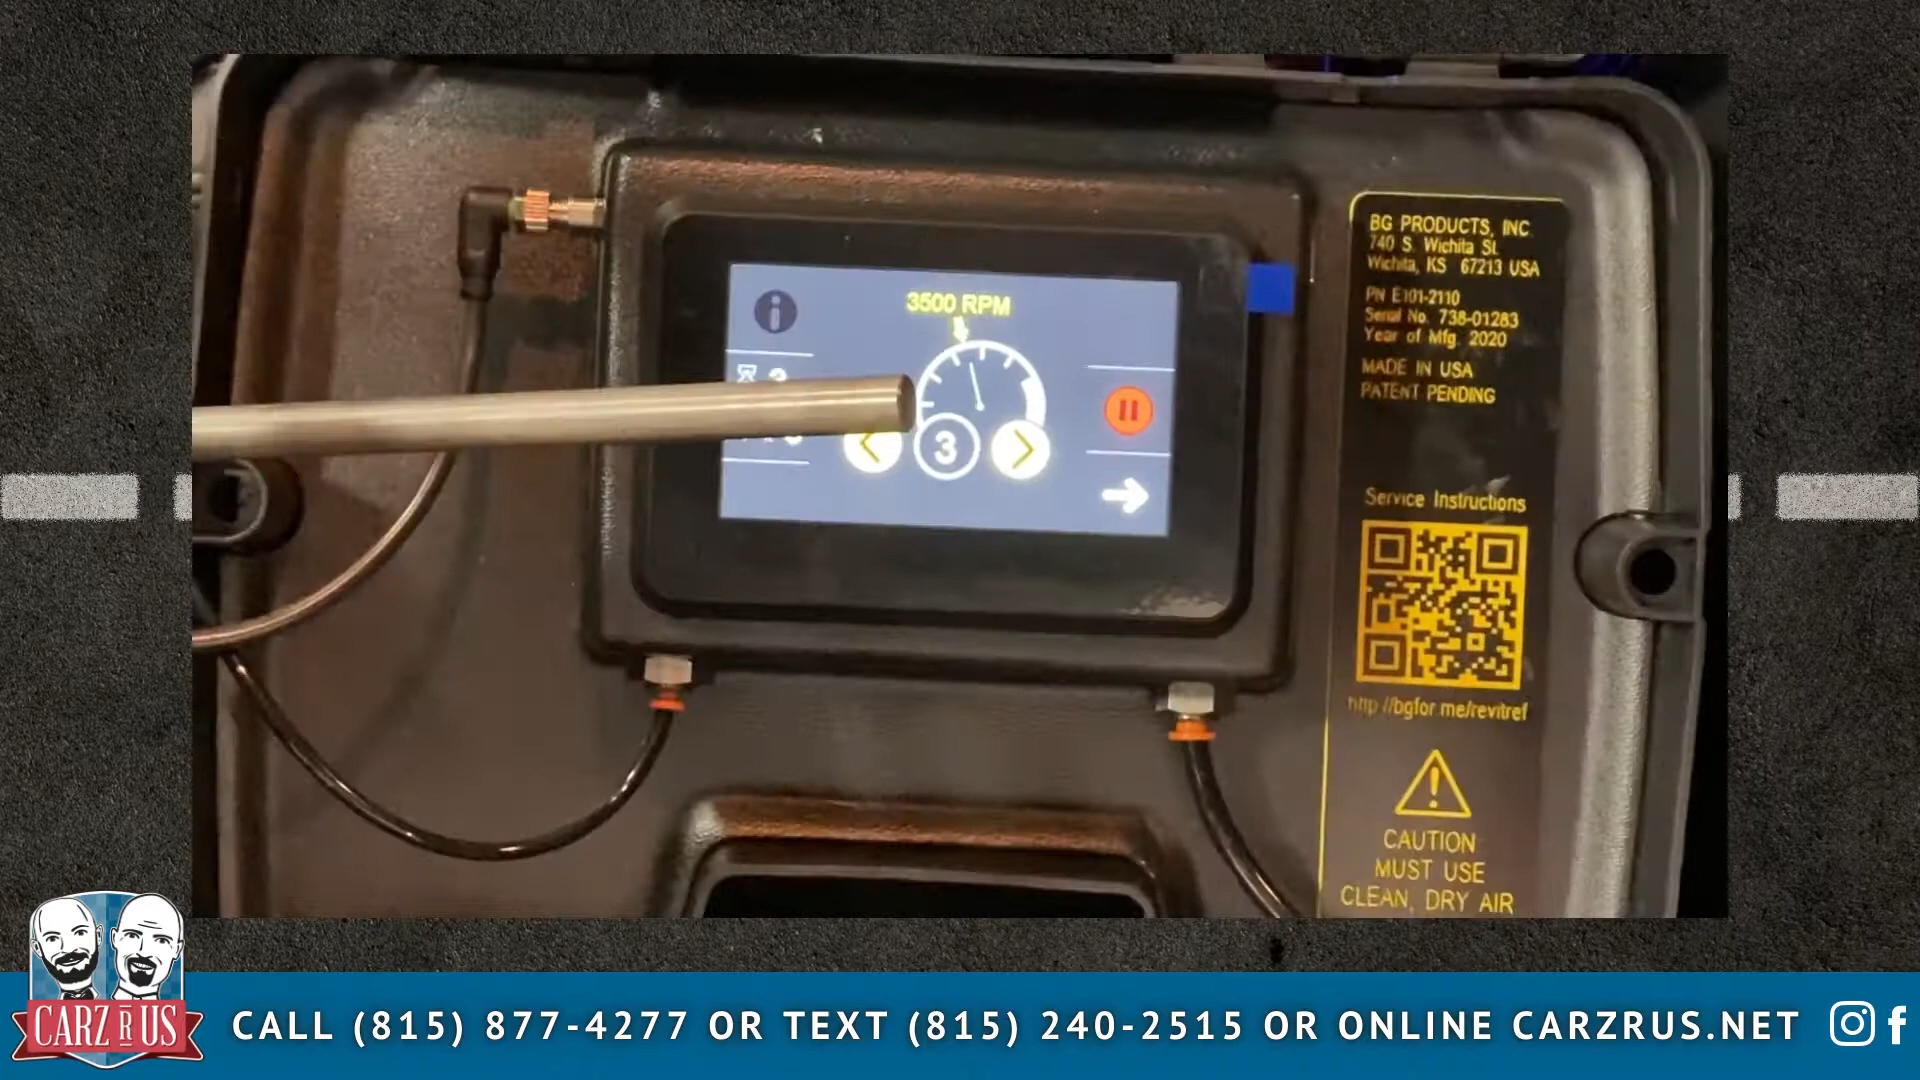 3500 RPM
3
BG PRODUCTS, INC.
740 S. Wichita St.
Wichita, KS 67213 USA
PN E101-2110
Serial No. 738-01283
Year of Mfg. 2020
MADE IN USA
PATENT PENDING
Service Instructions
http://bgfor.me/revitref
CAUTION
MUST USE
CLEAN, DRY AIR
CARZ R US
CALL (815) 877-4277 OR TEXT (815) 240-2515 OR ONLINE CARZRUS.NET